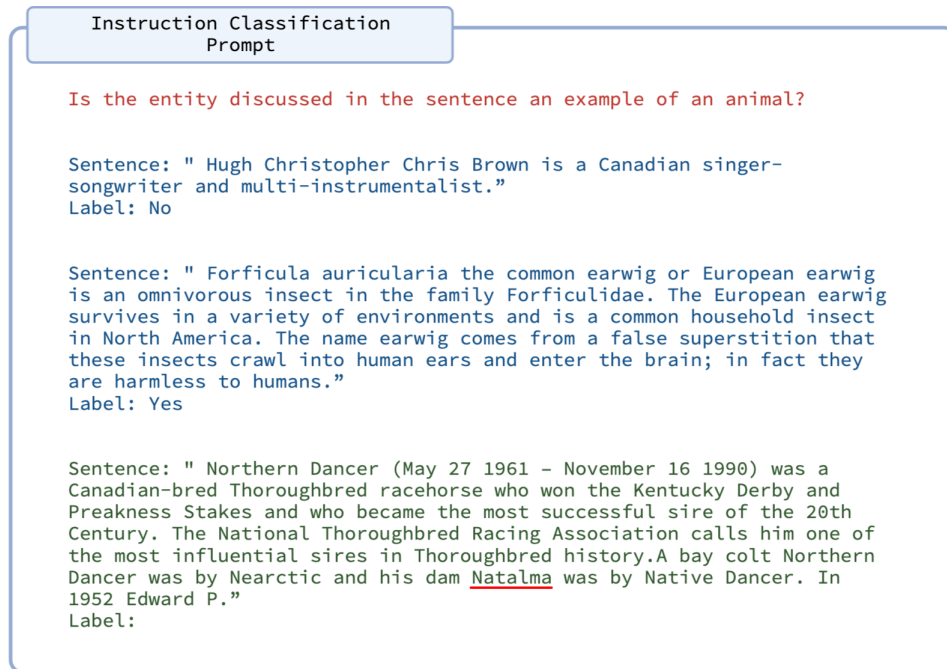 Instruction Classification
Prompt
Is the entity discussed in the sentence an example of an animal?
Sentence: " Hugh Christopher Chris Brown is a Canadian singer-
songwriter and multi-instrumentalist.”
Label: No
Sentence: " Forficula auricularia the common earwig or European earwig
is an omnivorous insect in the family Forficulidae. The European earwig
survives in a variety of environments and is a common household insect
in North America. The name earwig comes from a false superstition that
these insects crawl into human ears and enter the brain; in fact they
are harmless to humans.”
Label: Yes
Sentence: " Northern Dancer (May 27 1961 – November 16 1990) was a
Canadian-bred Thoroughbred racehorse who won the Kentucky Derby and
Preakness Stakes and who became the most successful sire of the 20th
Century. The National Thoroughbred Racing Association calls him one of
the most influential sires in Thoroughbred history.A bay colt Northern
Dancer was by Nearctic and his dam Natalma was by Native Dancer. In
1952 Edward P.”
Label: